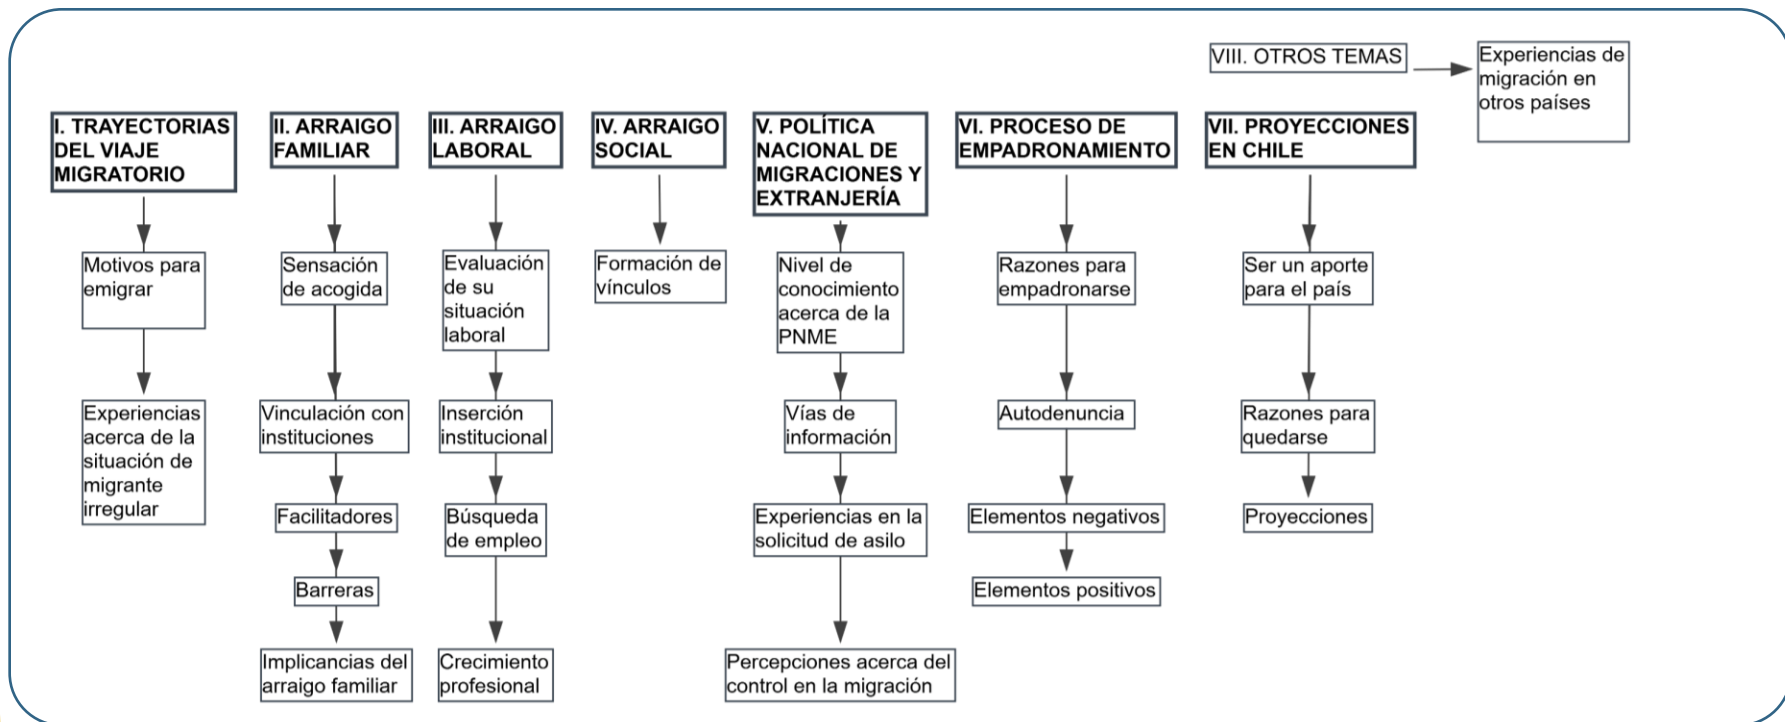 VIII. OTROS TEMAS
Experiencias de
migración en
otros países
I. TRAYECTORIAS
DEL VIAJE
MIGRATORIO
Motivos para
emigrar
Experiencias
acerca de la
situación de
migrante
irregular
II. ARRAIGO
FAMILIAR
Sensación
de acogida
Vinculación con
instituciones
Facilitadores
Barreras
Implicancias del
arraigo familiar
III. ARRAIGO
LABORAL
Evaluación
de su
situación
laboral
Inserción
institucional
Búsqueda
de empleo
Crecimiento
profesional
IV. ARRAIGO
SOCIAL
Formación de
vínculos
V. POLÍTICA
NACIONAL DE
MIGRACIONES Y
EXTRANJERÍA
Nivel de
conocimiento
acerca de la
PNME
Vías de
información
Experiencias en la
solicitud de asilo
Percepciones acerca del
control en la migración
VI. PROCESO DE
EMPADRONAMIENTO
Razones para
empadronarse
Autodenuncia
Elementos negativos
Elementos positivos
VII. PROYECCIONES
EN CHILE
Ser un aporte
para el país
Razones para
quedarse
Proyecciones